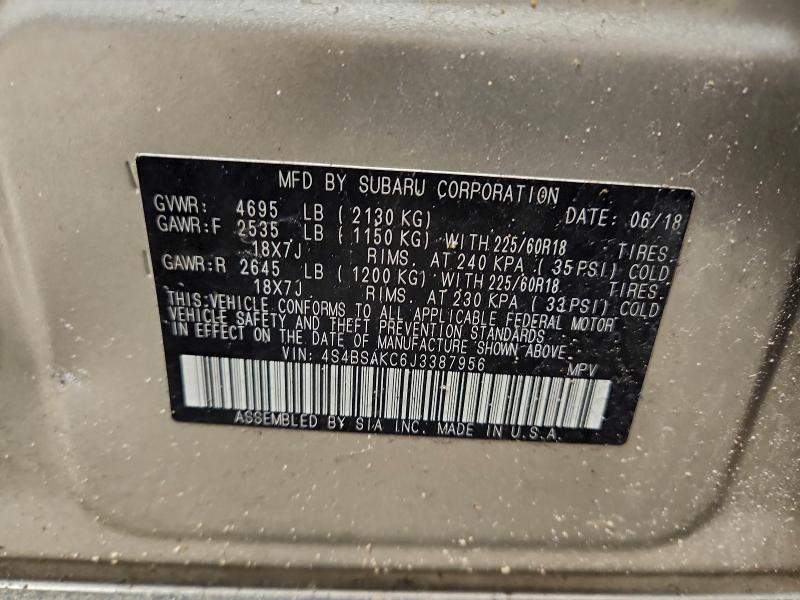 MFD BY SUBARU CORPORATION
GVWR: 4695 LB (2130 KG) DATE: 06/18
GAWR:F 2535 LB (1150 KG) WITH 225/60R18 TIRES.
18X7J RIMS. AT 240 KPA (35 PSI) COLD
GAWR:R 2645 LB (1200 KG) WITH 225/60R18. TIRES.
18X7J RIMS. AT 230 KPA (33 PSI) COLD
THIS VEHICLE CONFORMS TO ALL APPLICABLE FEDERAL MOTOR
VEHICLE SAFETY AND THEFT PREVENTION STANDARDS
IN EFFECT ON THE DATE OF MANUFACTURE SHOWN ABOVE.
VIN: 4S4BSAKC6J3387956 MPV
ASSEMBLED BY SIA INC. MADE IN U.S.A.